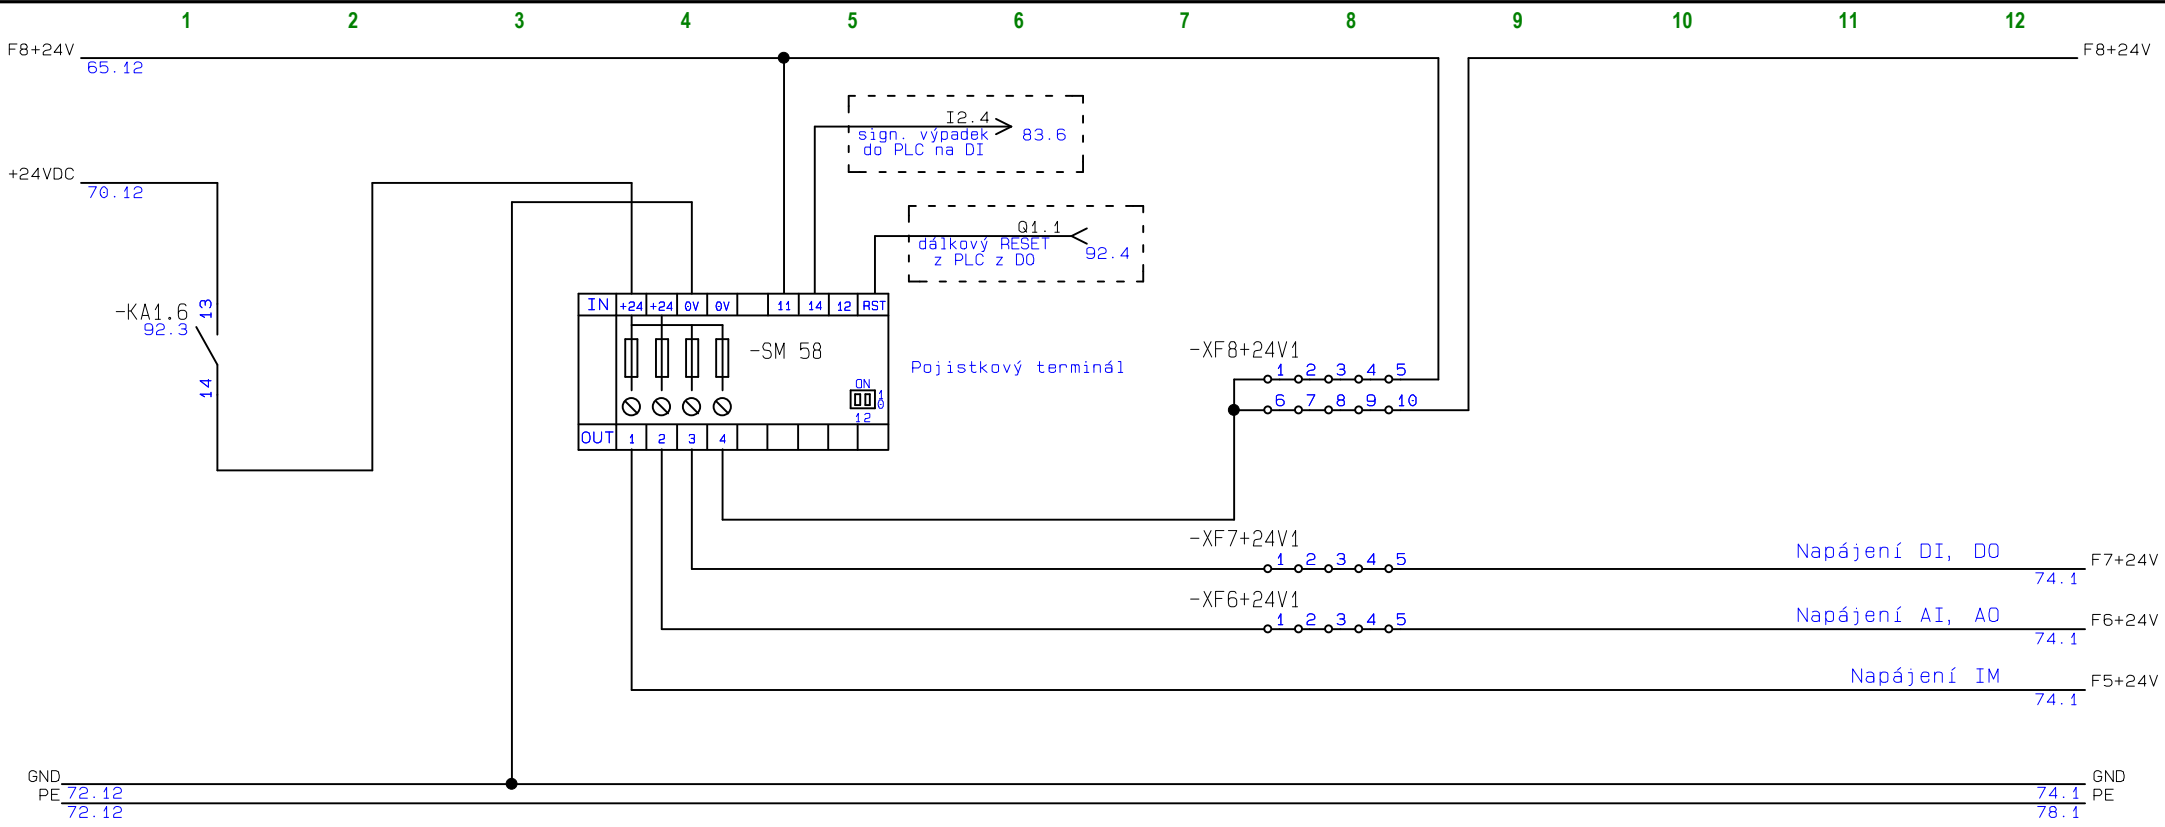 1 2 3 4 5 6 7 8 9 10 11 12
F8+24V F8+24V
65.12
I2.4
sign. výpadek 83.6
do PLC na DI
+24VDC
70.12
Q1.1
dálkový RESET 92.4
z PLC z DO
IN +24 +24 0V 0V 11 14 12 RST
-KA1.6 13
92.3
14
-SM 58
Pojistkový terminál
ON
1
0
12
OUT 1 2 3 4
-XF8+24V1
1 2 3 4 5
6 7 8 9 10
-XF7+24V1
1 2 3 4 5
Napájení DI, DO F7+24V
74.1
-XF6+24V1
1 2 3 4 5
Napájení AI, AO F6+24V
74.1
Napájení IM F5+24V
74.1
GND GND
72.12 74.1
PE PE
72.12 78.1